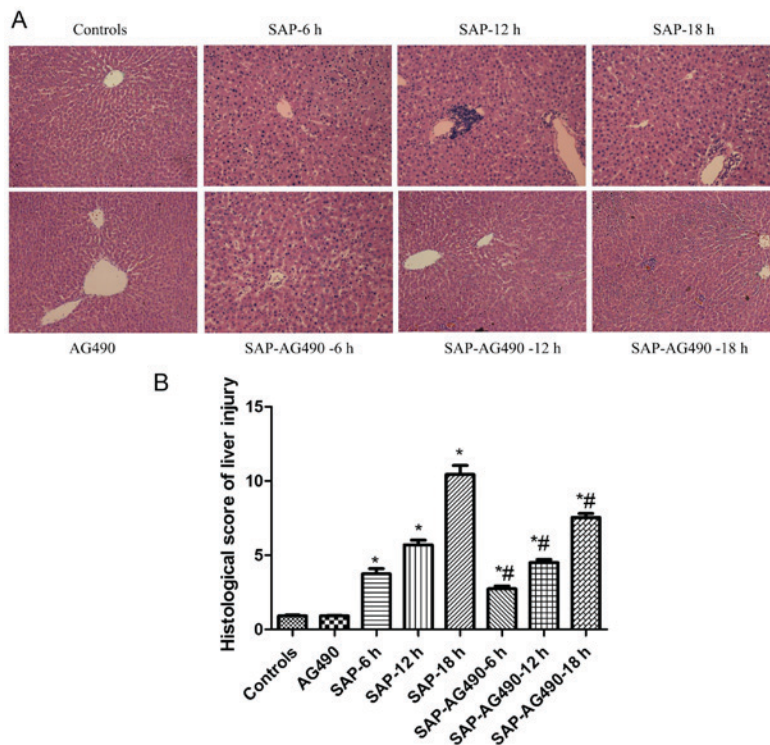 A
Controls SAP-6 h SAP-12 h SAP-18 h
AG490 SAP-AG490 -6 h SAP-AG490 -12 h SAP-AG490 -18 h
B
Histological score of liver injury
15
10
5
0
* * * *# *# *#
Controls
AG490
SAP-6 h
SAP-12 h
SAP-18 h
SAP-AG490-6 h
SAP-AG490-12 h
SAP-AG490-18 h